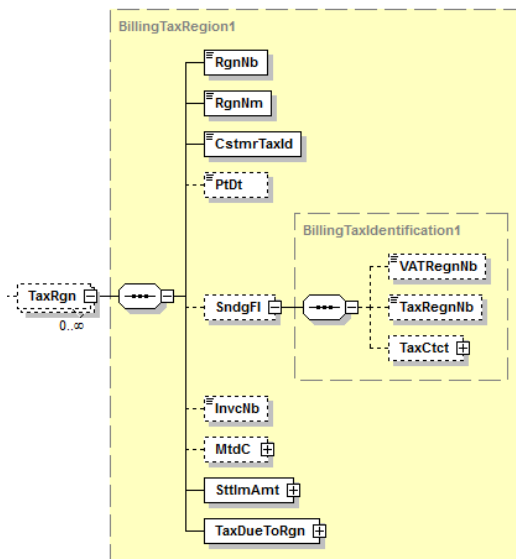 BillingTaxRegion1
RgnNb
RgnNm
CstmrTaxId
PtDt
BillingTaxIdentification1
VATRegnNb
TaxRgn
0..∞
SndgFI
TaxRegnNb
TaxCtct
InvcNb
MtdC
SttlmAmt
TaxDueToRgn